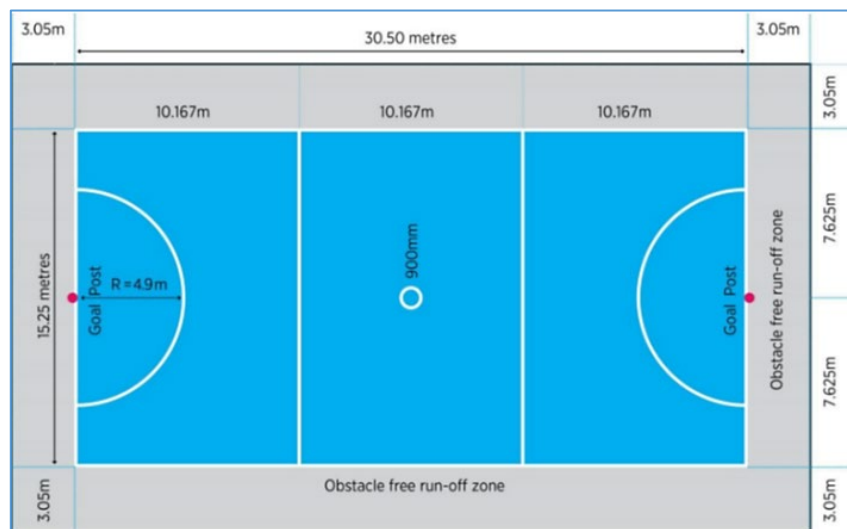 3.05m
30.50 metres
3.05m
3.05m
10.167m
10.167m
10.167m
7.625m
15.25 metres
Goal Post
R = 4.9m
900mm
Goal Post
Obstacle free run-off zone
7.625m
3.05m
Obstacle free run-off zone
3.05m